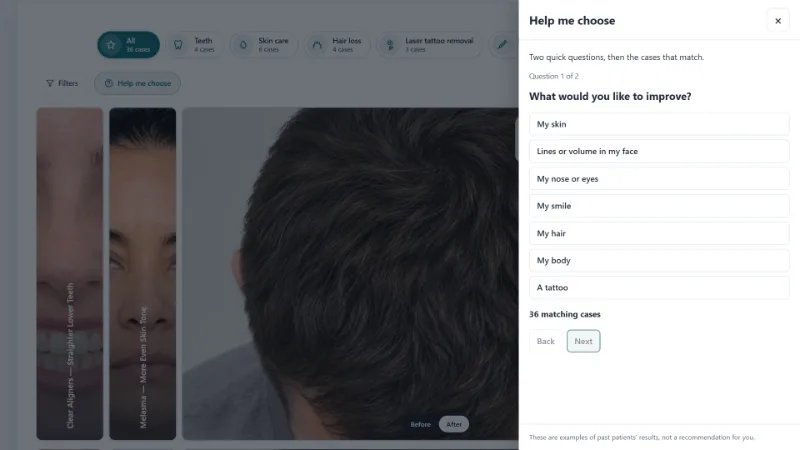 All
36 cases
Teeth
4 cases
Skin care
6 cases
Hair loss
4 cases
Laser tattoo removal
3 cases
Filters
Help me choose
Clear Aligners — Straighter Lower Teeth
Melasma — More Even Skin Tone
Before
After
Help me choose
×
Two quick questions, then the cases that match.
Question 1 of 2
What would you like to improve?
My skin
Lines or volume in my face
My nose or eyes
My smile
My hair
My body
A tattoo
36 matching cases
Back
Next
These are examples of past patients' results, not a recommendation for you.